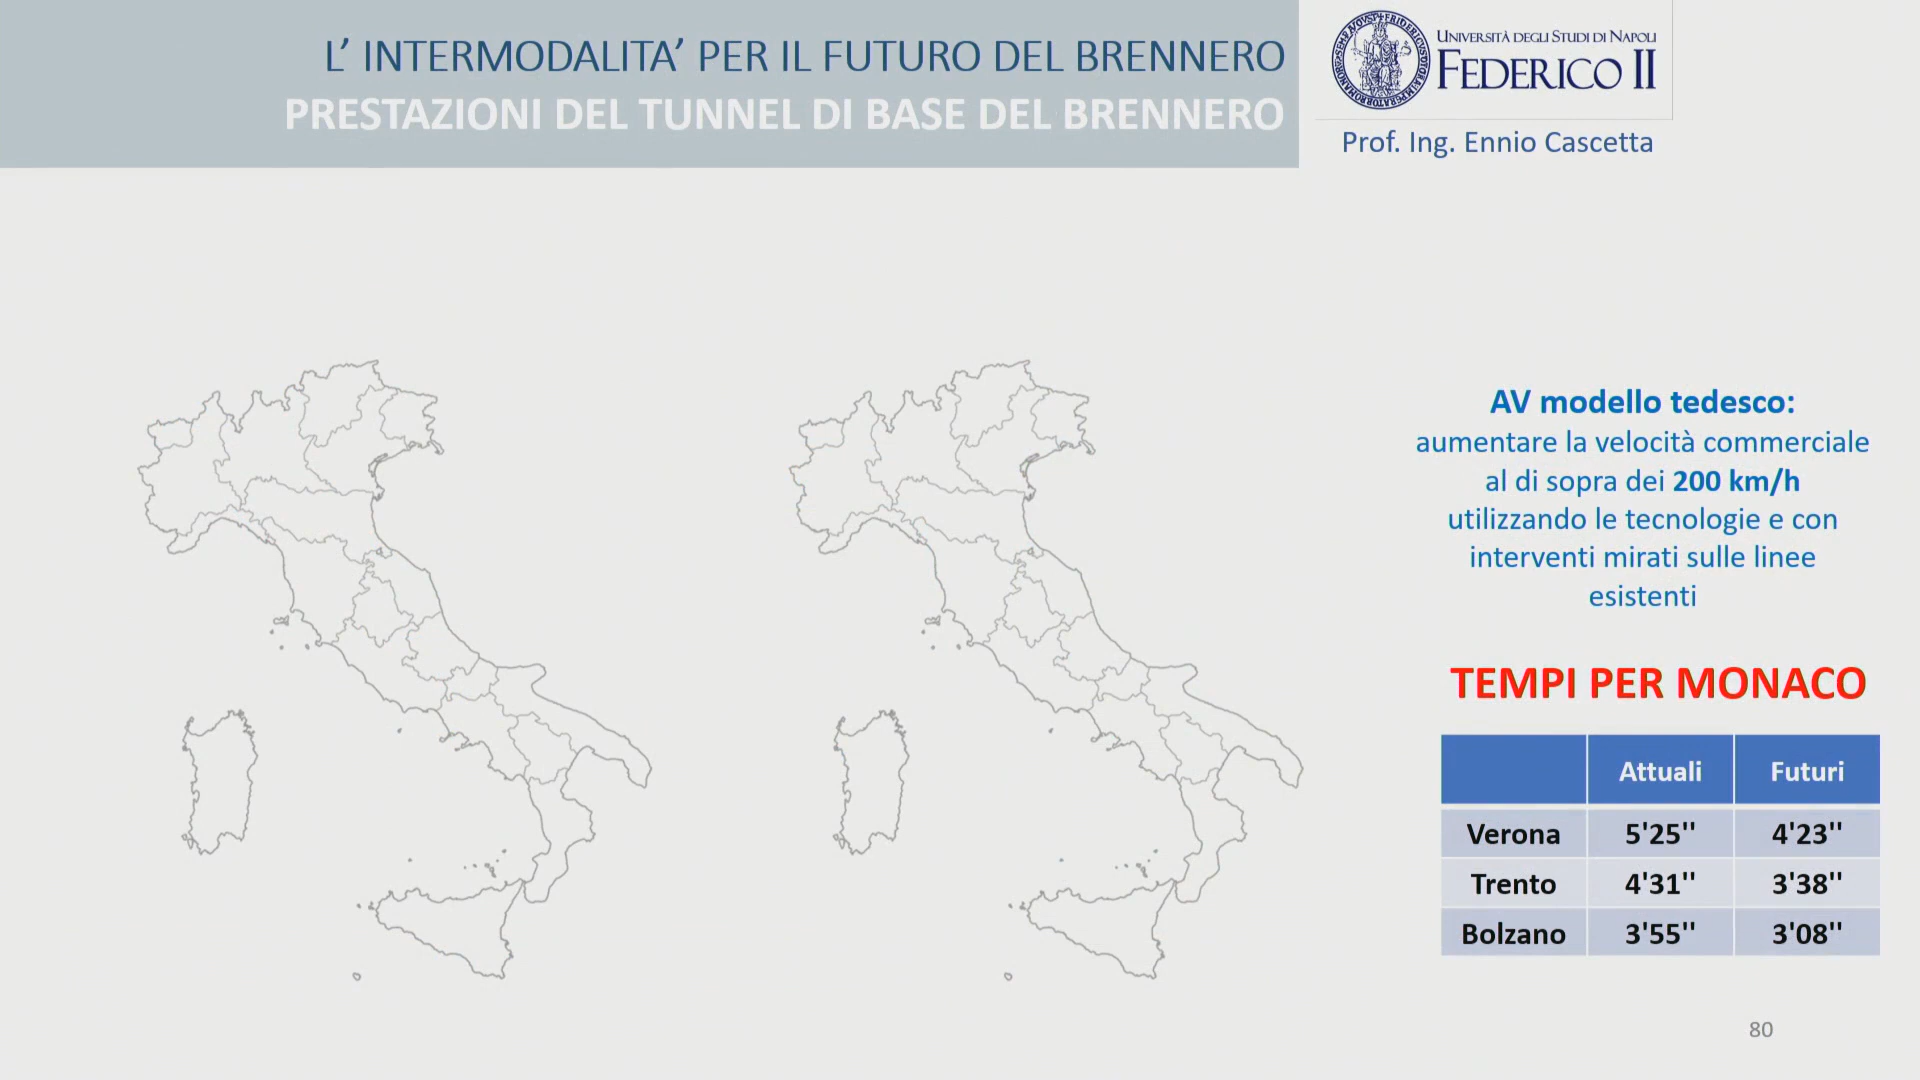 L' INTERMODALITA' PER IL FUTURO DEL BRENNERO
PRESTAZIONI DEL TUNNEL DI BASE DEL BRENNERO
UNIVERSITÀ DEGLI STUDI DI NAPOLI
FEDERICO II
Prof. Ing. Ennio Cascetta
AV modello tedesco:
aumentare la velocità commerciale
al di sopra dei 200 km/h
utilizzando le tecnologie e con
interventi mirati sulle linee
esistenti
TEMPI PER MONACO
Attuali Futuri
Verona 5'25'' 4'23''
Trento 4'31'' 3'38''
Bolzano 3'55'' 3'08''
80